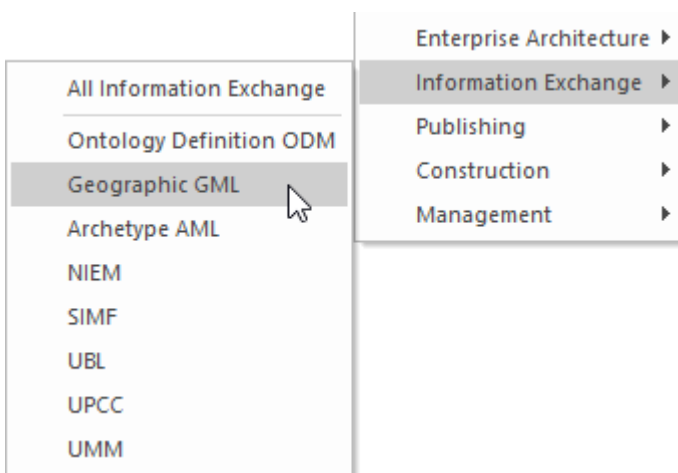 Enterprise Architecture
Information Exchange
Publishing
Construction
Management
All Information Exchange
Ontology Definition ODM
Geographic GML
Archetype AML
NIEM
SIMF
UBL
UPCC
UMM